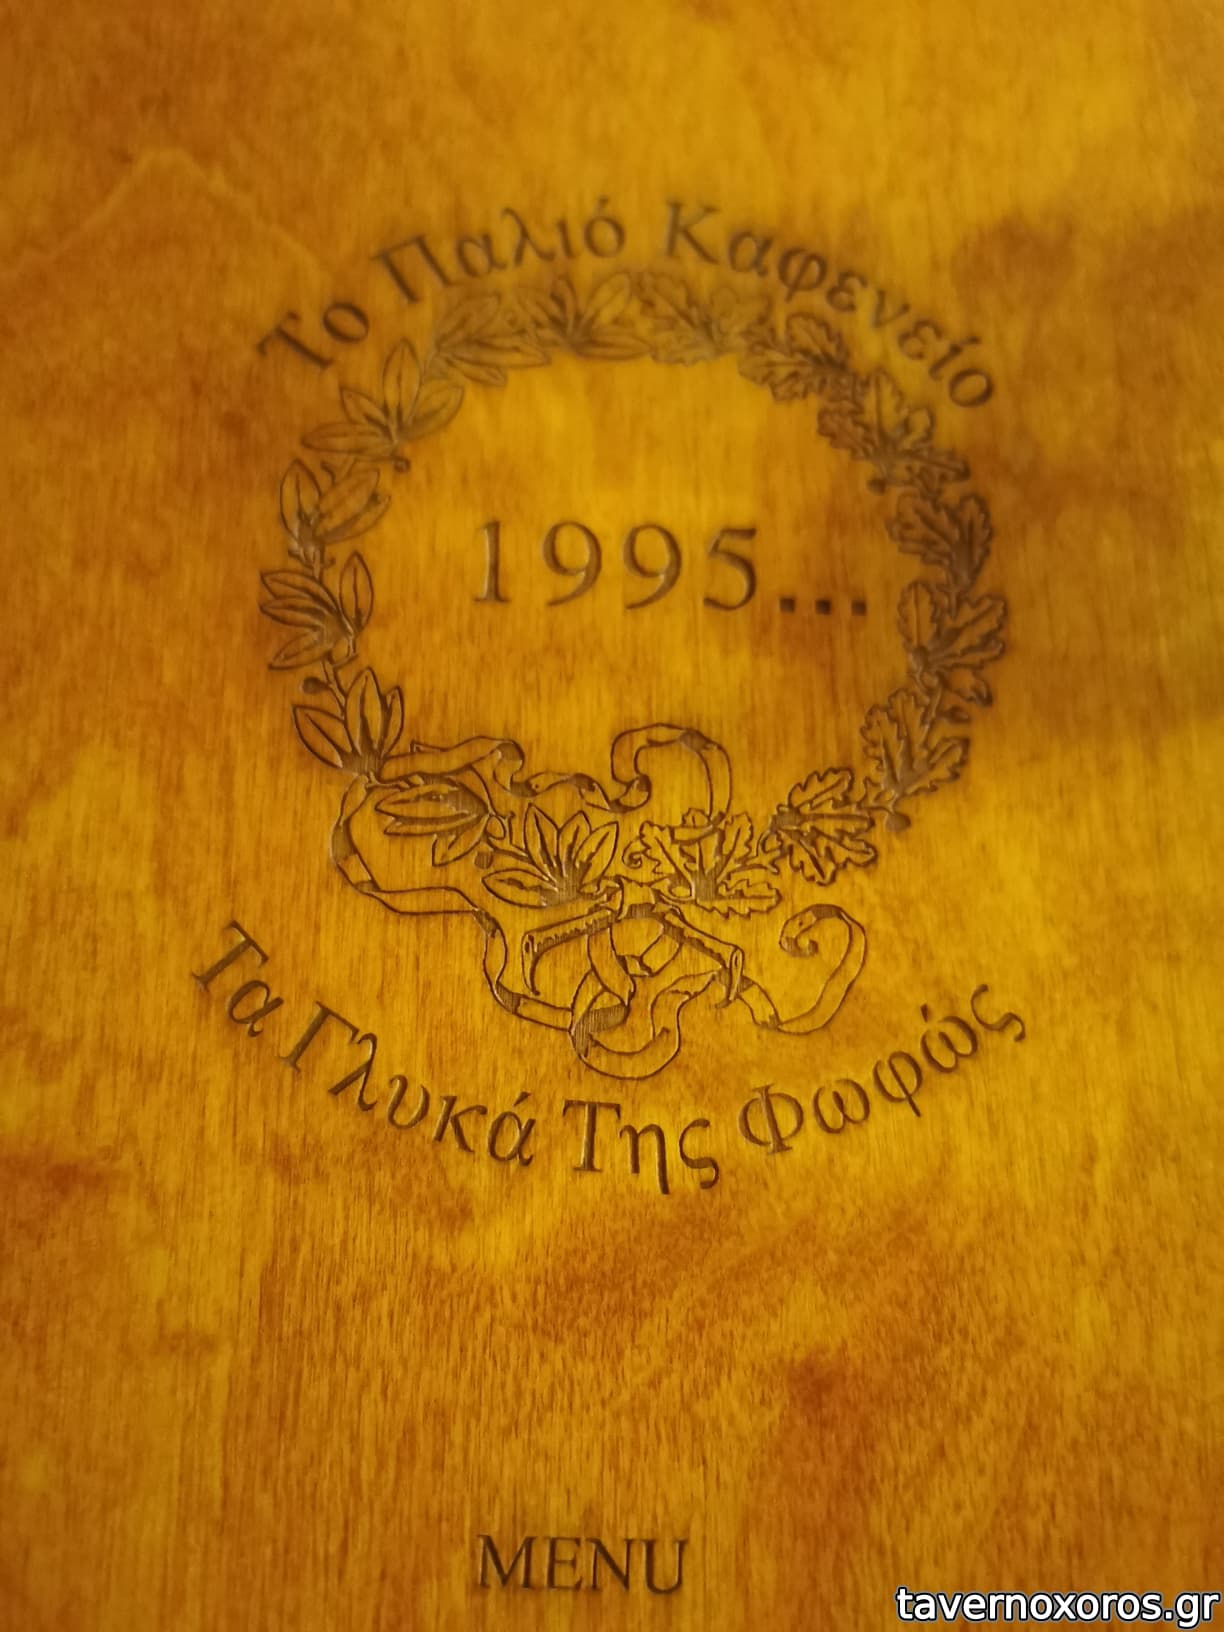 Το Παλιό Καφενείο
1995...
Τα Γλυκά Της Φωφώς
MENU
tavernoxoros.gr